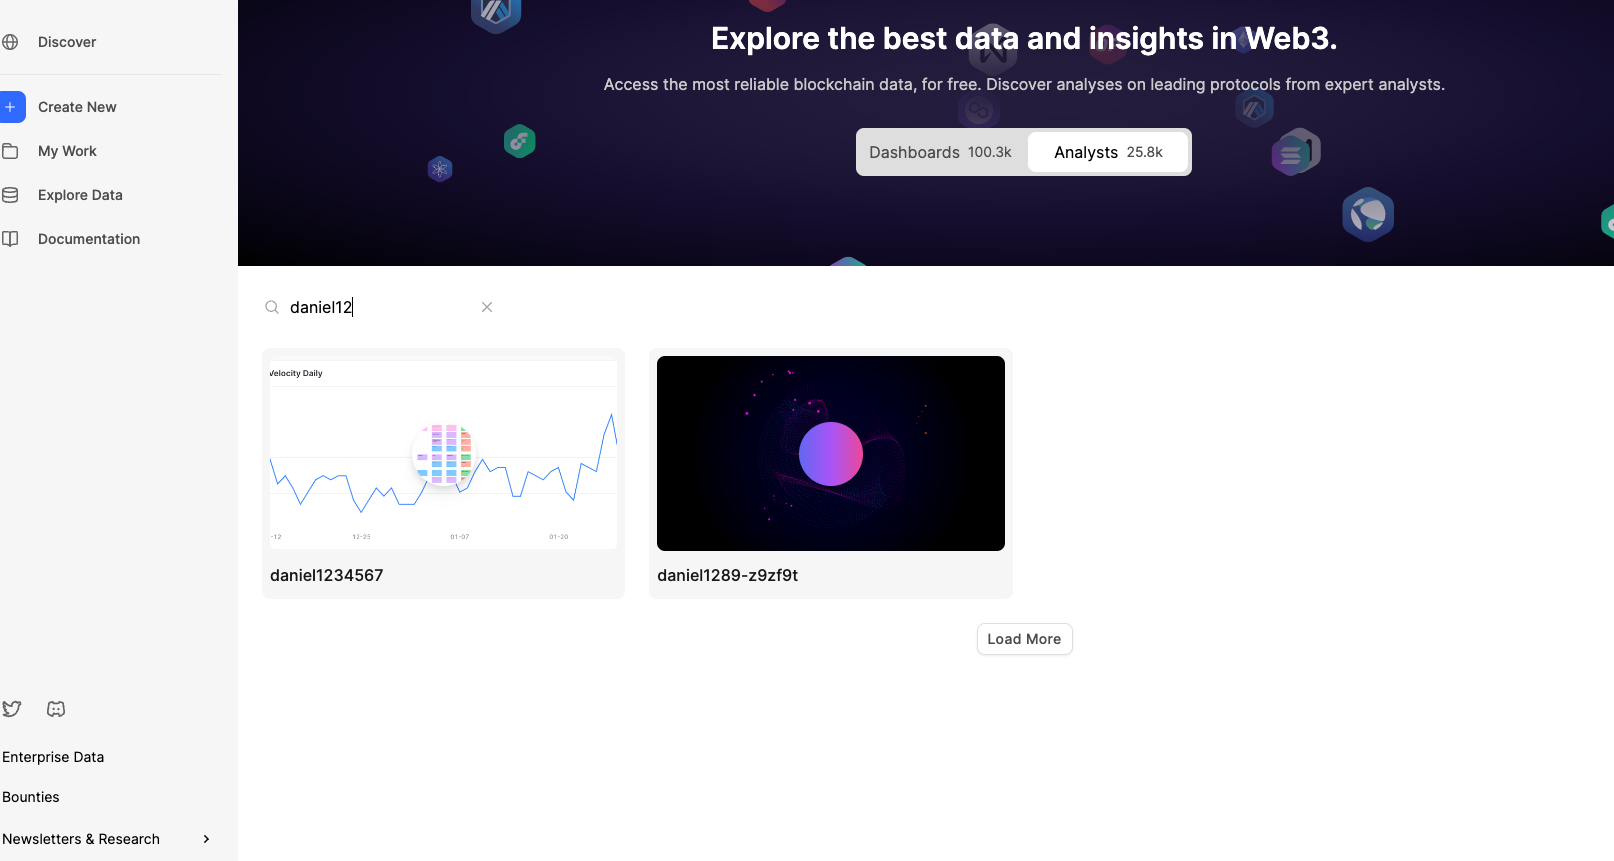 Discover
Create New
My Work
Explore Data
Documentation
Enterprise Data
Bounties
Newsletters & Research
Explore the best data and insights in Web3.
Access the most reliable blockchain data, for free. Discover analyses on leading protocols from expert analysts.
Dashboards 100.3k Analysts 25.8k
daniel12
Velocity Daily
-12 12-25 01-07 01-20
daniel1234567
daniel1289-z9zf9t
Load More